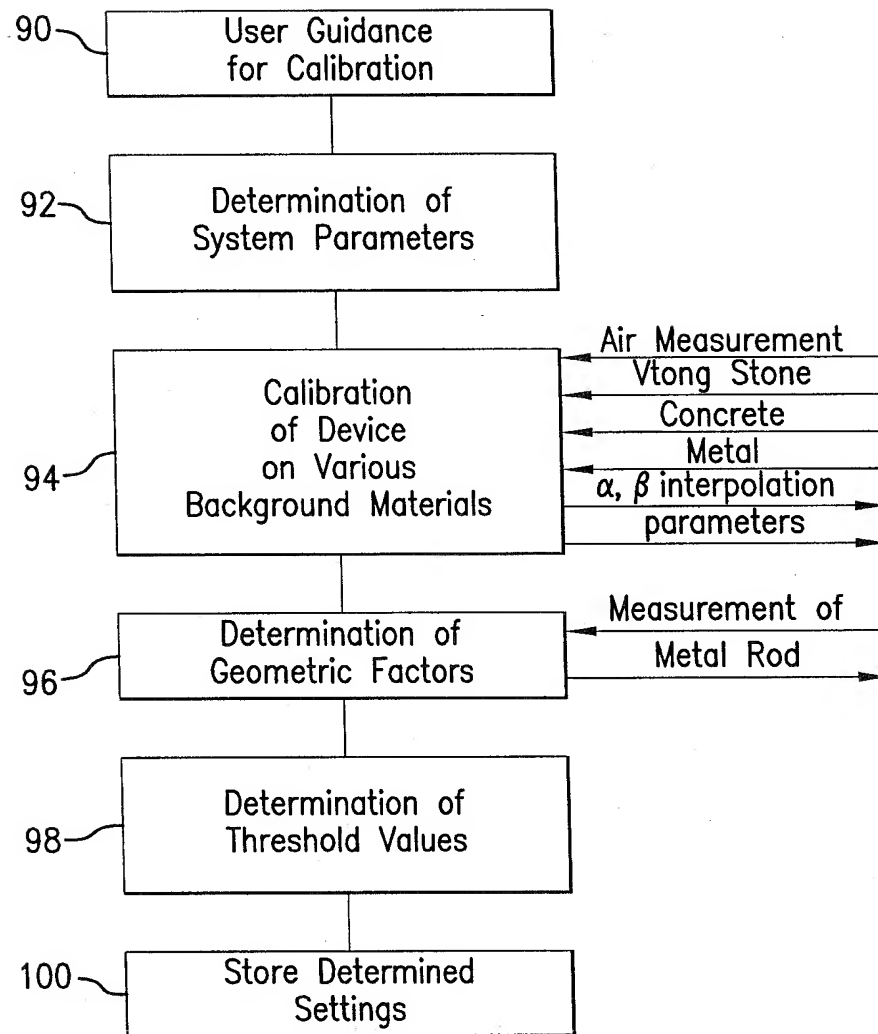 90
User Guidance
for Calibration
92
Determination of
System Parameters
94
Calibration
of Device
on Various
Background Materials
Air Measurement
Vtong Stone
Concrete
Metal
α, β interpolation
parameters
96
Determination of
Geometric Factors
Measurement of
Metal Rod
98
Determination of
Threshold Values
100
Store Determined
Settings